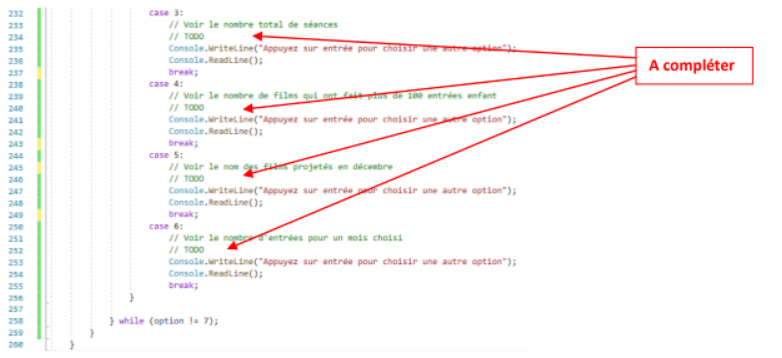 232 case 3:
233 // Voir le nombre total de séances
234 // TODO
235 Console.WriteLine("Appuyez sur entrée pour choisir une autre option");
236 Console.ReadLine();
237 break;
238 case 4:
239 // Voir le nombre de films qui ont fait plus de 100 entrées enfant
240 // TODO
241 Console.WriteLine("Appuyez sur entrée pour choisir une autre option");
242 Console.ReadLine();
243 break;
244 case 5:
245 // Voir le nom des films projetés en décembre
246 // TODO
247 Console.WriteLine("Appuyez sur entrée pour choisir une autre option");
248 Console.ReadLine();
249 break;
250 case 6:
251 // Voir le nombre d'entrées pour un mois choisi
252 // TODO
253 Console.WriteLine("Appuyez sur entrée pour choisir une autre option");
254 Console.ReadLine();
255 break;
256 }
257
258 } while (option != 7);
259 }
260 }
A compléter